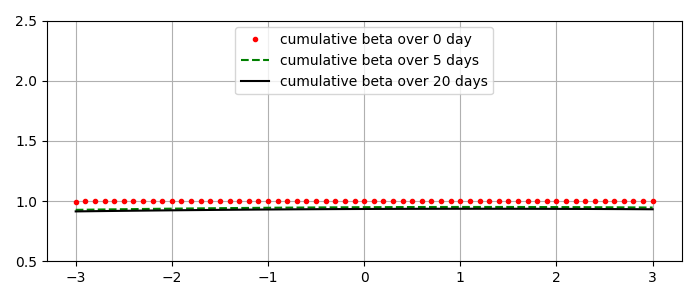 2.5
cumulative beta over 0 day
cumulative beta over 5 days
cumulative beta over 20 days
2.0
1.5
1.0
0.5
−3 −2 −1 0 1 2 3